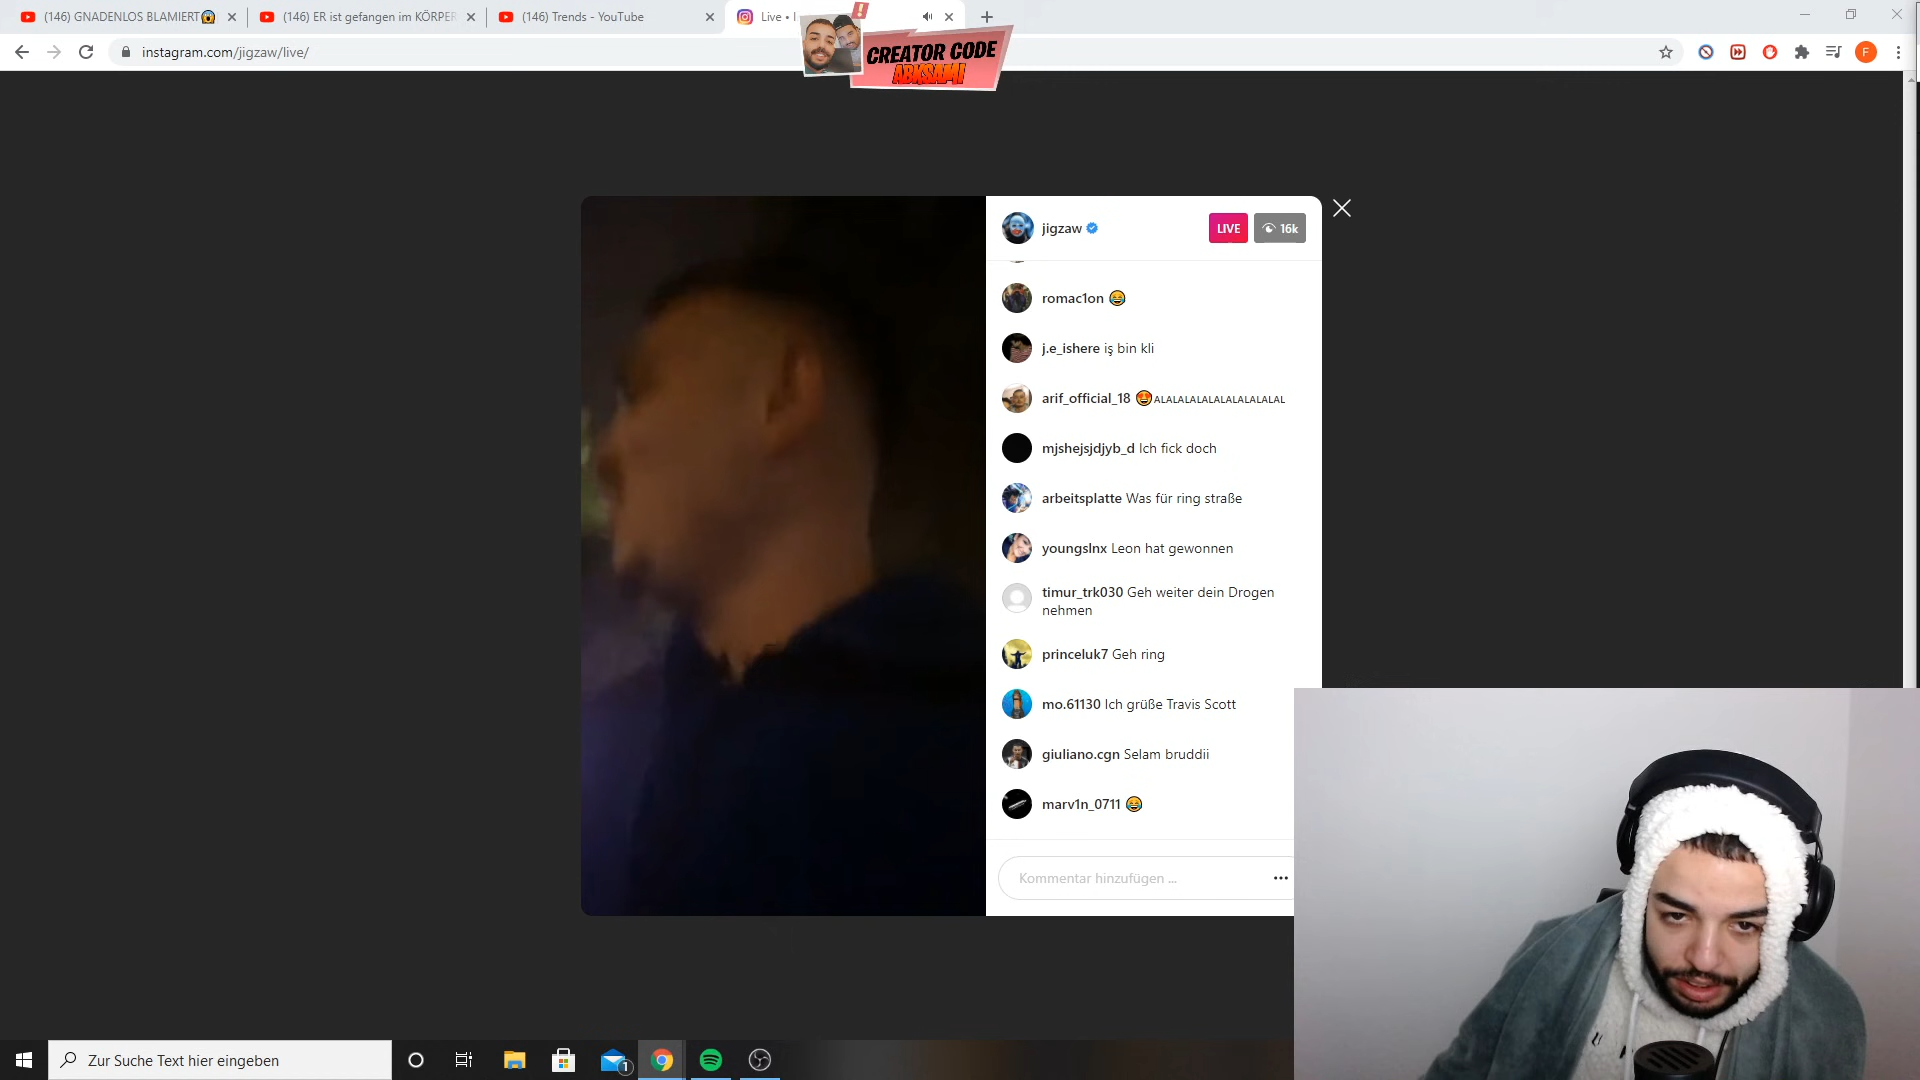 (146) GNADENLOS BLAMIERT😱
(146) ER ist gefangen im KÖRPER
(146) Trends - YouTube
Live •
instagram.com/jigzaw/live/
CREATOR CODE
ABKSAMI
F
jigzaw
LIVE
16k
romac1on 😂
j.e_ishere iş bin kli
arif_official_18 🤩ALALALALALALALALALAL
mjshejsjdjyb_d Ich fick doch
arbeitsplatte Was für ring straße
youngslnx Leon hat gewonnen
timur_trk030 Geh weiter dein Drogen
nehmen
princeluk7 Geh ring
mo.61130 Ich grüße Travis Scott
giuliano.cgn Selam bruddii
marv1n_0711 😂
Kommentar hinzufügen ...
Zur Suche Text hier eingeben
1